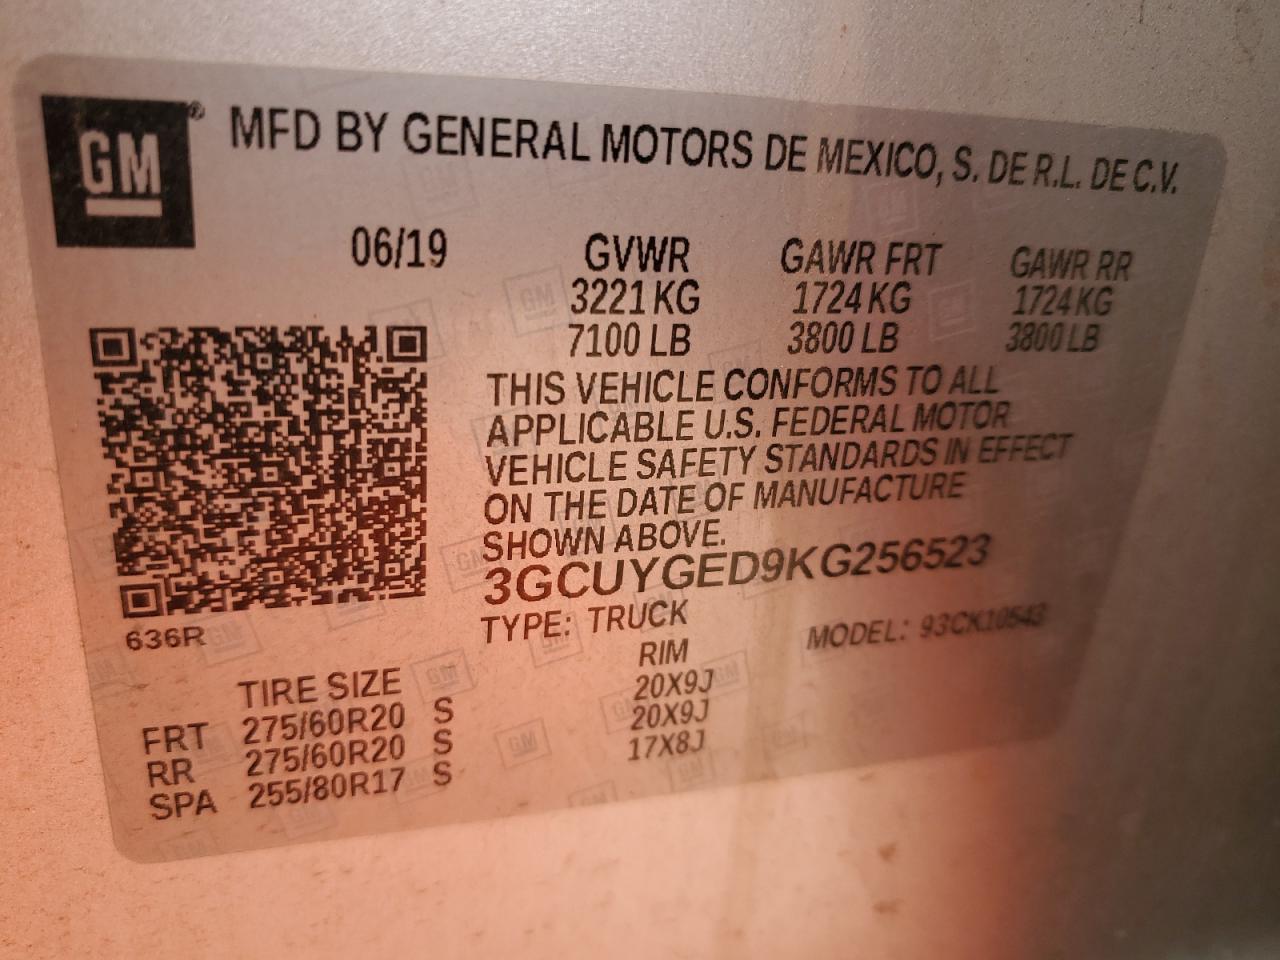 GM® MFD BY GENERAL MOTORS DE MEXICO, S. DE R.L. DE C.V.
06/19 GVWR GAWR FRT GAWR RR
3221 KG 1724 KG 1724 KG
7100 LB 3800 LB 3800 LB
THIS VEHICLE CONFORMS TO ALL
APPLICABLE U.S. FEDERAL MOTOR
VEHICLE SAFETY STANDARDS IN EFFECT
ON THE DATE OF MANUFACTURE
SHOWN ABOVE.
3GCUYGED9KG256523
636R TYPE: TRUCK MODEL: 93CK10543
TIRE SIZE RIM
FRT 275/60R20 S 20X9J
RR 275/60R20 S 20X9J
SPA 255/80R17 S 17X8J